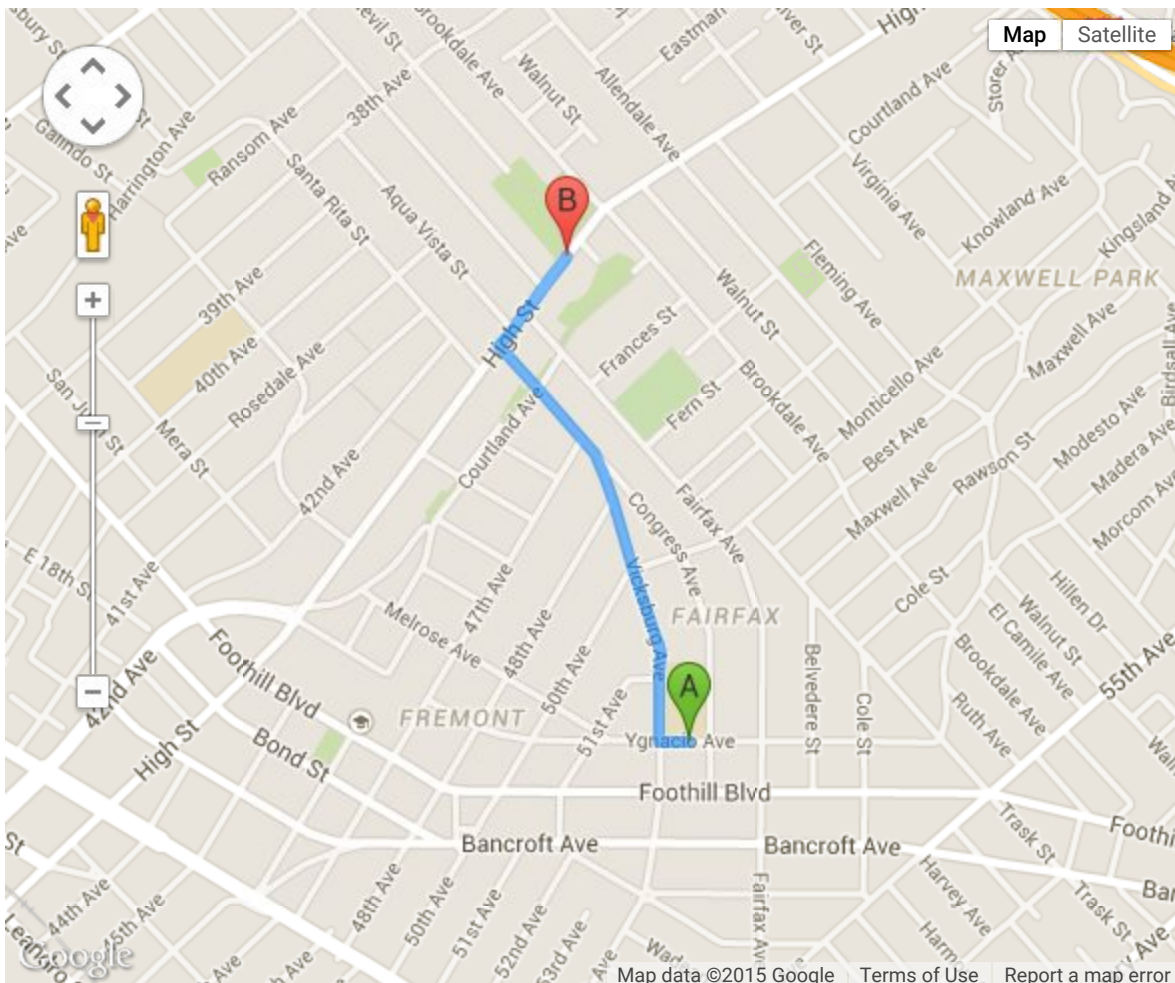 Map
Satellite
Brookdale Ave
Walnut St
Eastman
High
Allendale Ave
Courtland Ave
38th Ave
Ransom Ave
Galindo St
Harrington Ave
Santa Rita St
Aqua Vista St
Virginia Ave
Knowland Ave
Kingsland
B
Fleming Ave
MAXWELL PARK
39th Ave
40th Ave
Rosedale Ave
High St
Frances St
Walnut St
Maxwell Ave
Birdsall Ave
Fern St
Brookdale Ave
Monticello Ave
Best Ave
Mera St
42nd Ave
Courtland Ave
Modesto Ave
Madera Ave
Rawson St
Maxwell Ave
Morcom Ave
Congress Ave
Fairfax Ave
E 18th St
41st Ave
Vicksburg Ave
Cole St
Hillen Dr
Walnut St
El Camile Ave
Brookdale Ave
55th Ave
Melrose Ave
47th Ave
48th Ave
50th Ave
51st Ave
FAIRFAX
A
Belvedere St
Cole St
Ruth Ave
Foothill Blvd
42nd Ave
High St
Bond St
FREMONT
Ygnacio Ave
Foothill Blvd
Bancroft Ave
Bancroft Ave
Trask St
Foothi
Harvey Ave
Trask St
Ban
44th Ave
45th Ave
48th Ave
50th Ave
51st Ave
52nd Ave
53rd Ave
Fairfax Ave
Google
Map data ©2015 Google
Terms of Use
Report a map error